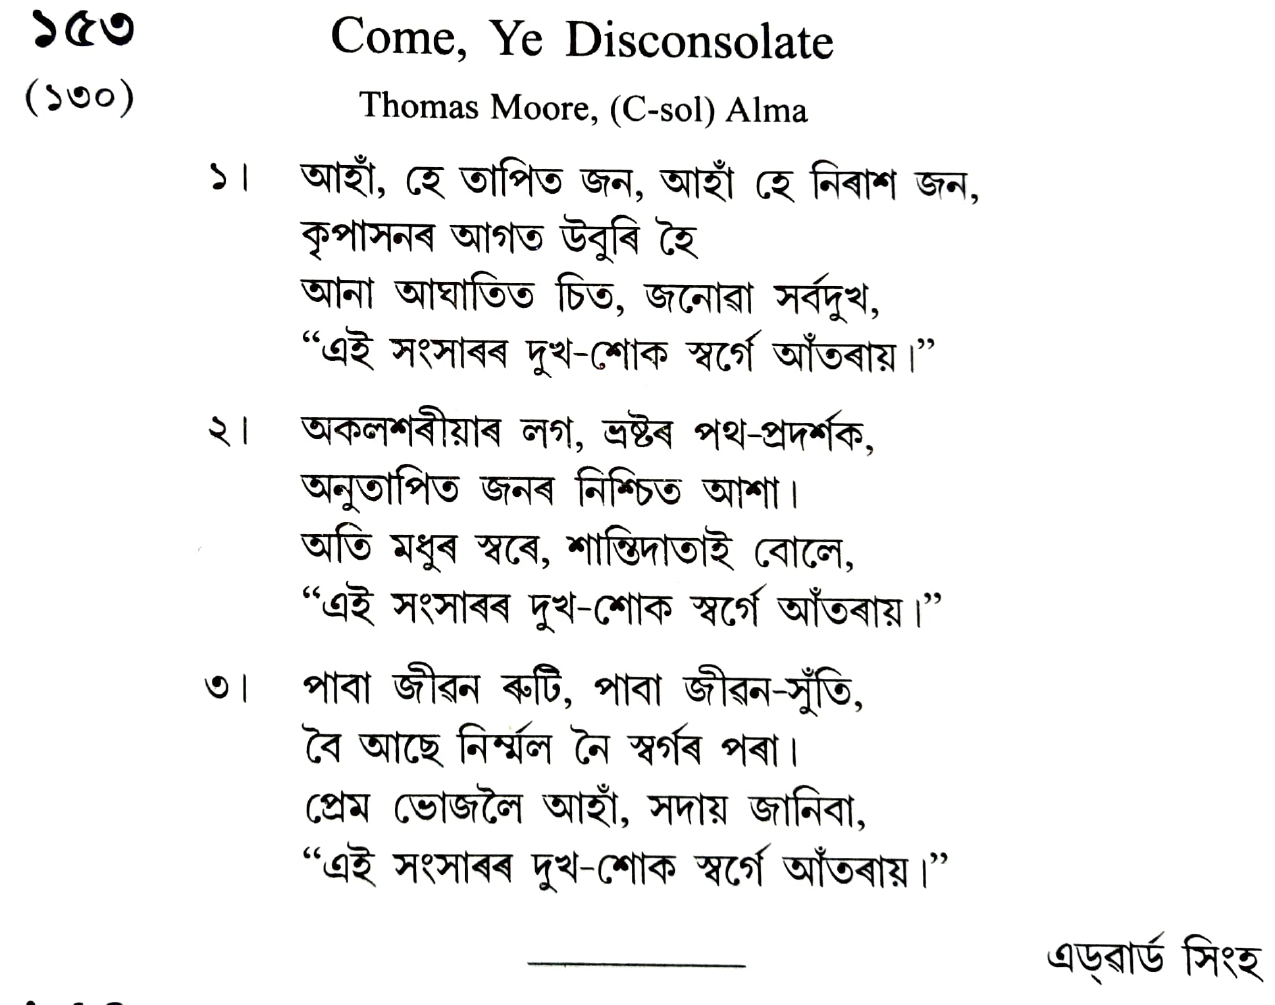 ১৫৩
Come, Ye Disconsolate
(১৩০)
Thomas Moore, (C-sol) Alma
১। আহাঁ, হে তাপিত জন, আহাঁ হে নিৰাশ জন,
কৃপাসনৰ আগত উবুৰি হৈ
আনা আঘাতিত চিত, জনোৱা সৰ্বদুখ,
“এই সংসাৰৰ দুখ-শোক স্বৰ্গে আঁতৰায়।”
২। অকলশৰীয়াৰ লগ, ভ্ৰষ্টৰ পথ-প্ৰদৰ্শক,
অনুতাপিত জনৰ নিশ্চিত আশা।
অতি মধুৰ স্বৰে, শান্তিদাতাই বোলে,
“এই সংসাৰৰ দুখ-শোক স্বৰ্গে আঁতৰায়।”
৩। পাবা জীৱন ৰুটি, পাবা জীৱন-সুঁতি,
বৈ আছে নিৰ্ম্মল নৈ স্বৰ্গৰ পৰা।
প্ৰেম ভোজলৈ আহাঁ, সদায় জানিবা,
“এই সংসাৰৰ দুখ-শোক স্বৰ্গে আঁতৰায়।”
এড্ৱাৰ্ড সিংহ